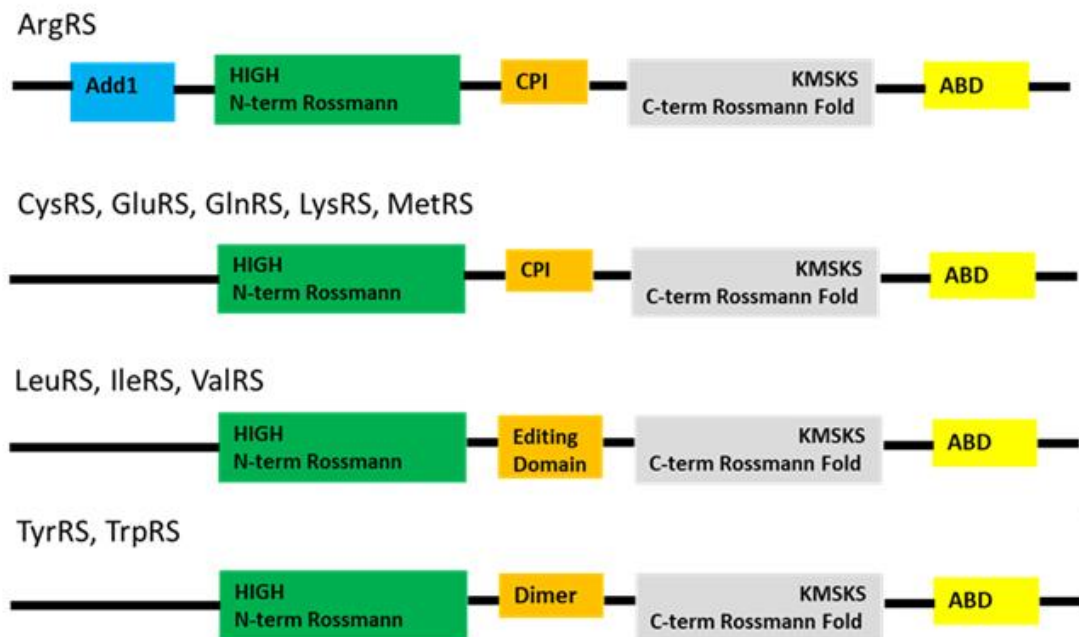 ArgRS
Add1
HIGH
N-term Rossmann
CPI
KMSKS
C-term Rossmann Fold
ABD
CysRS, GluRS, GlnRS, LysRS, MetRS
HIGH
N-term Rossmann
CPI
KMSKS
C-term Rossmann Fold
ABD
LeuRS, IleRS, ValRS
HIGH
N-term Rossmann
Editing
Domain
KMSKS
C-term Rossmann Fold
ABD
TyrRS, TrpRS
HIGH
N-term Rossmann
Dimer
KMSKS
C-term Rossmann Fold
ABD